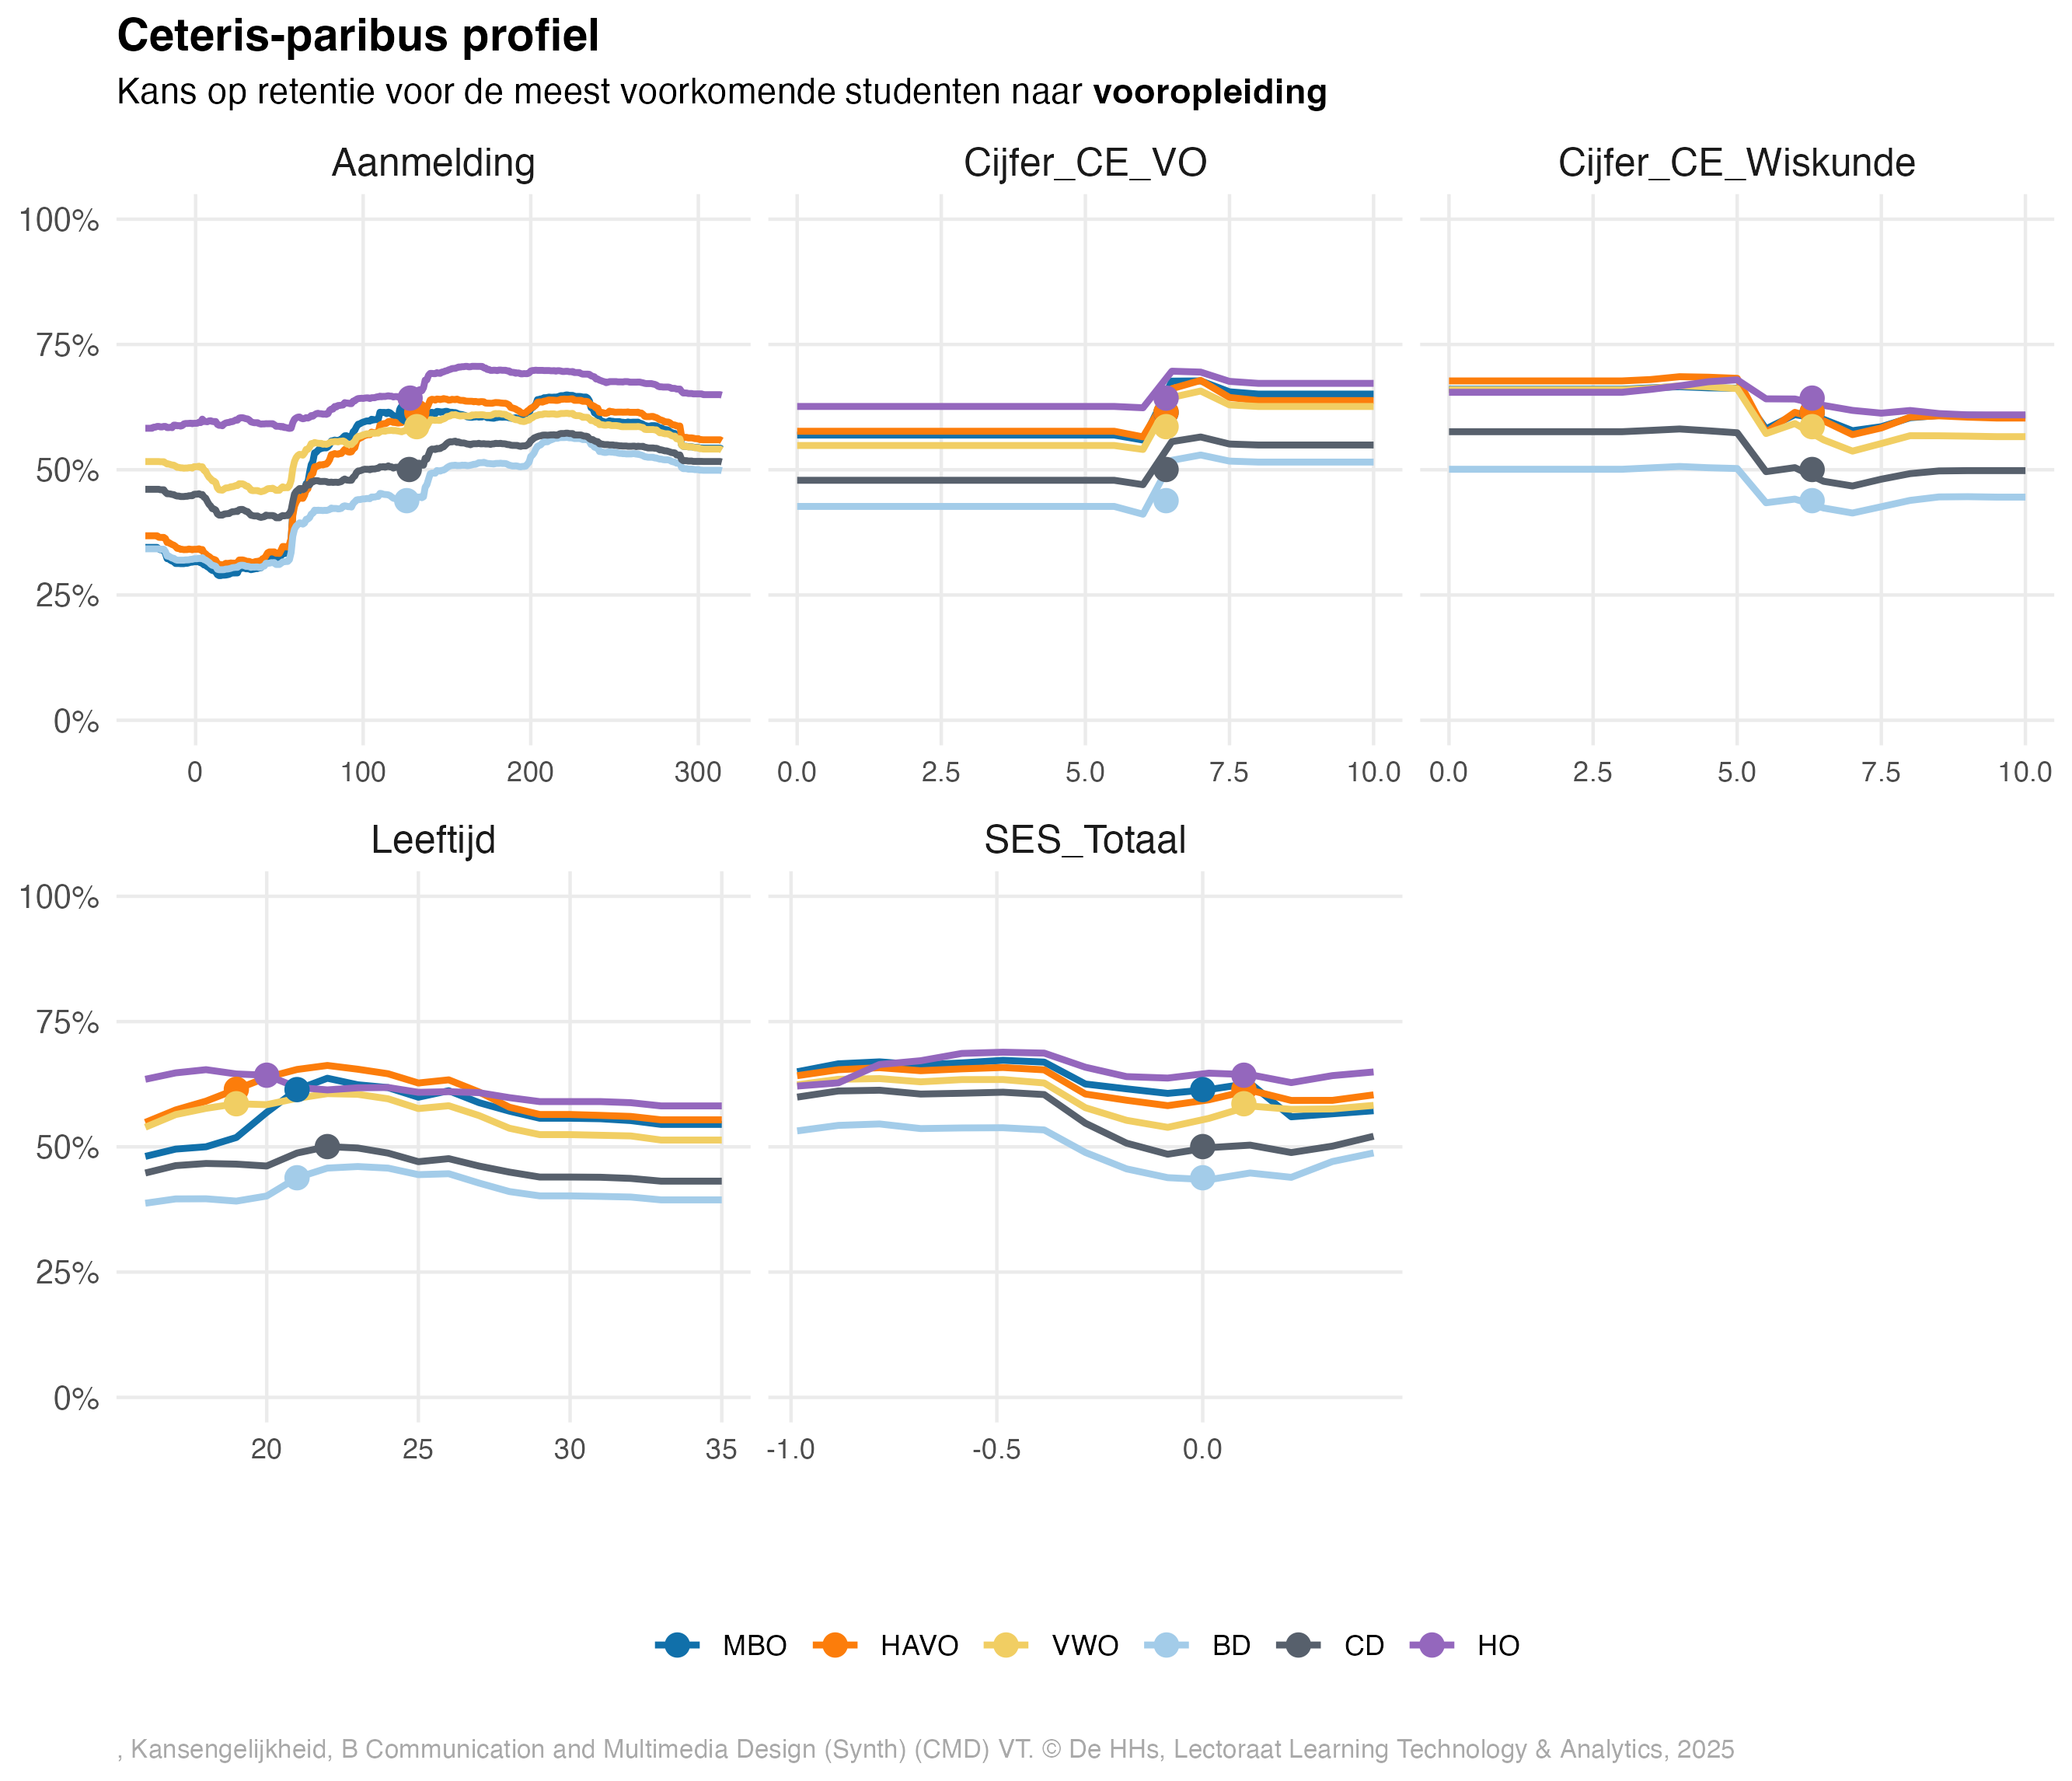 Ceteris-paribus profiel
Kans op retentie voor de meest voorkomende studenten naar vooropleiding
Aanmelding
Cijfer_CE_VO
Cijfer_CE_Wiskunde
100%
75%
50%
25%
0%
0 100 200 300
0.0 2.5 5.0 7.5 10.0
0.0 2.5 5.0 7.5 10.0
Leeftijd
SES_Totaal
100%
75%
50%
25%
0%
20 25 30 35
-1.0 -0.5 0.0
MBO HAVO VWO BD CD HO
, Kansengelijkheid, B Communication and Multimedia Design (Synth) (CMD) VT. © De HHs, Lectoraat Learning Technology & Analytics, 2025